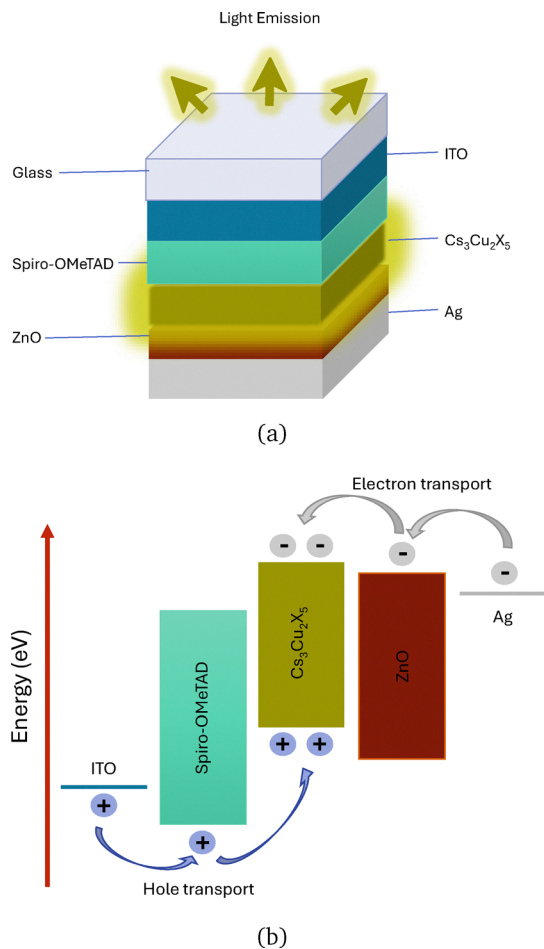 Light Emission
ITO
Glass
Cs₃Cu₂X₅
Spiro-OMeTAD
Ag
ZnO
(a)
Electron transport
- - - -
Energy (eV)
Spiro-OMeTAD
Cs₃Cu₂X₅
ZnO
Ag
ITO
+ + + +
Hole transport
(b)